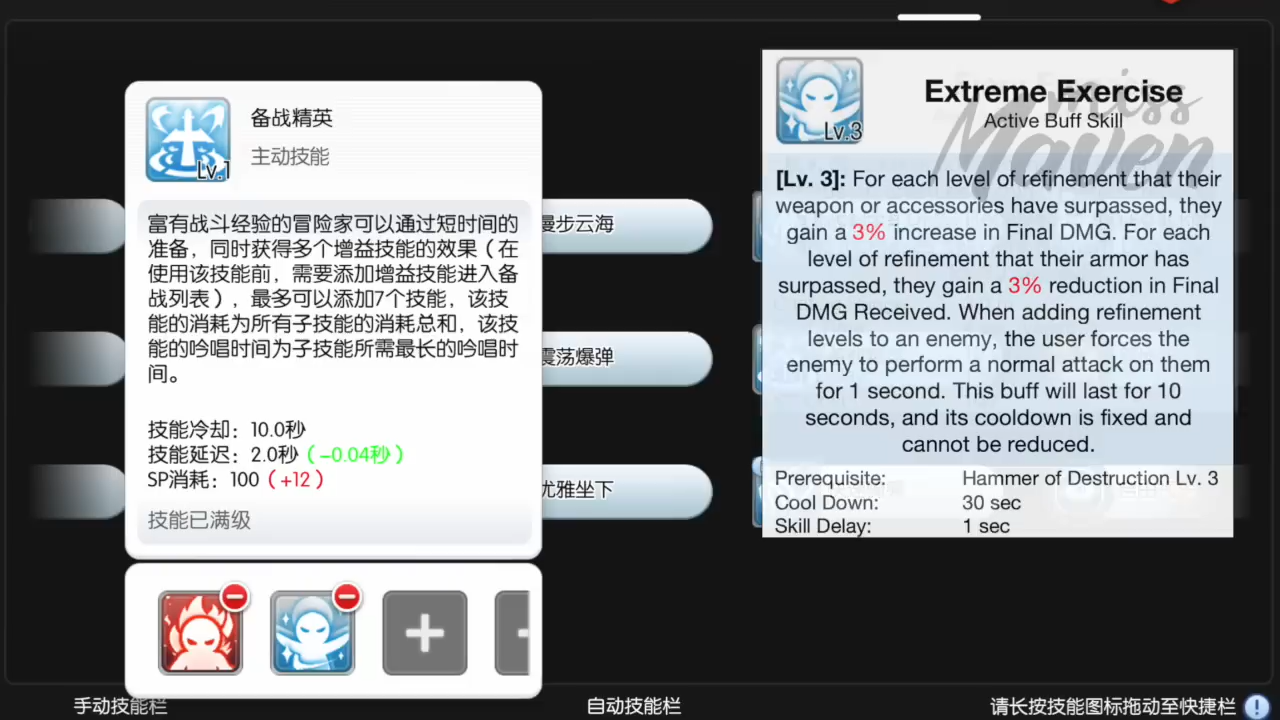 备战精英
主动技能
Lv.1
富有战斗经验的冒险家可以通过短时间的
准备，同时获得多个增益技能的效果（在
使用该技能前，需要添加增益技能进入备
战列表），最多可以添加7个技能，该技
能的消耗为所有子技能的消耗总和，该技
能的吟唱时间为子技能所需最长的吟唱时
间。
技能冷却：10.0秒
技能延迟：2.0秒（-0.04秒）
SP消耗：100（+12）
技能已满级
漫步云海
震荡爆弹
优雅坐下
Extreme Exercise
Active Buff Skill
Lv.3
miss
Maven
[Lv. 3]: For each level of refinement that their
weapon or accessories have surpassed, they
gain a 3% increase in Final DMG. For each
level of refinement that their armor has
surpassed, they gain a 3% reduction in Final
DMG Received. When adding refinement
levels to an enemy, the user forces the
enemy to perform a normal attack on them
for 1 second. This buff will last for 10
seconds, and its cooldown is fixed and
cannot be reduced.
Prerequisite: Hammer of Destruction Lv. 3
Cool Down: 30 sec
Skill Delay: 1 sec
手动技能栏
自动技能栏
请长按技能图标拖动至快捷栏